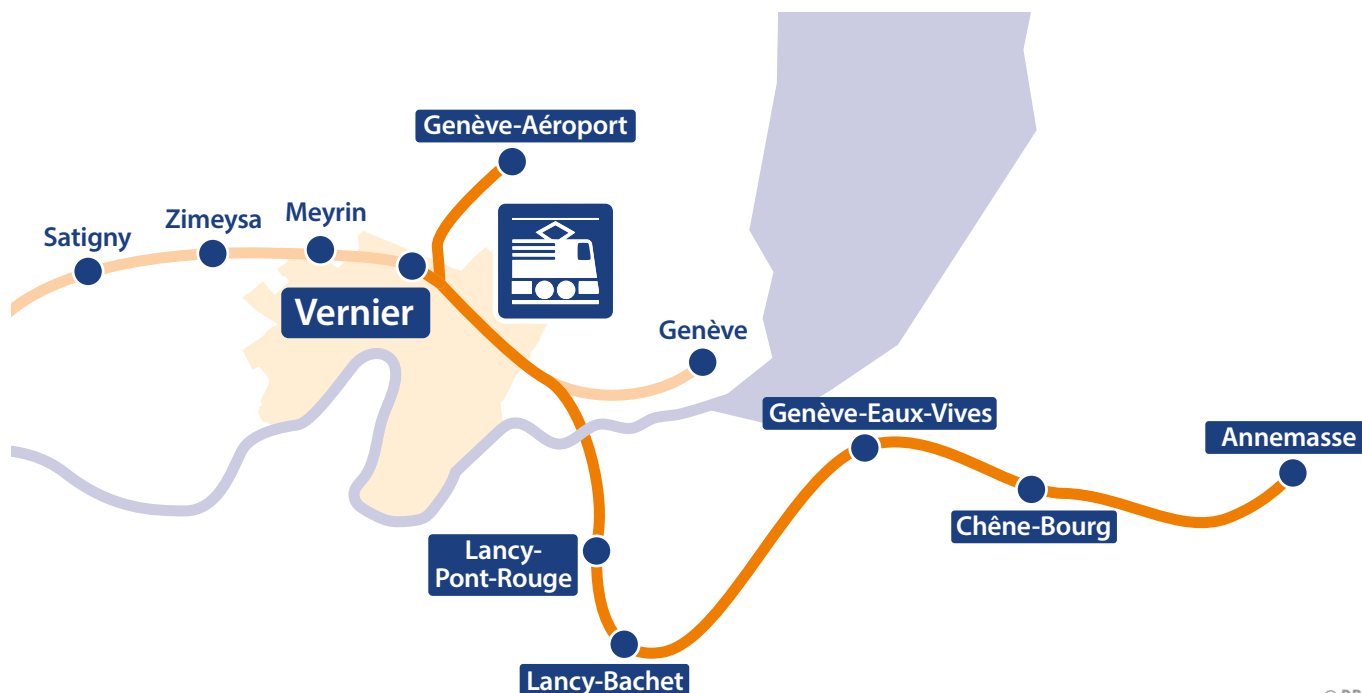 Genève-Aéroport
Meyrin
Zimeysa
Satigny
Vernier
Genève
Genève-Eaux-Vives
Annemasse
Chêne-Bourg
Lancy-
Pont-Rouge
Lancy-Bachet